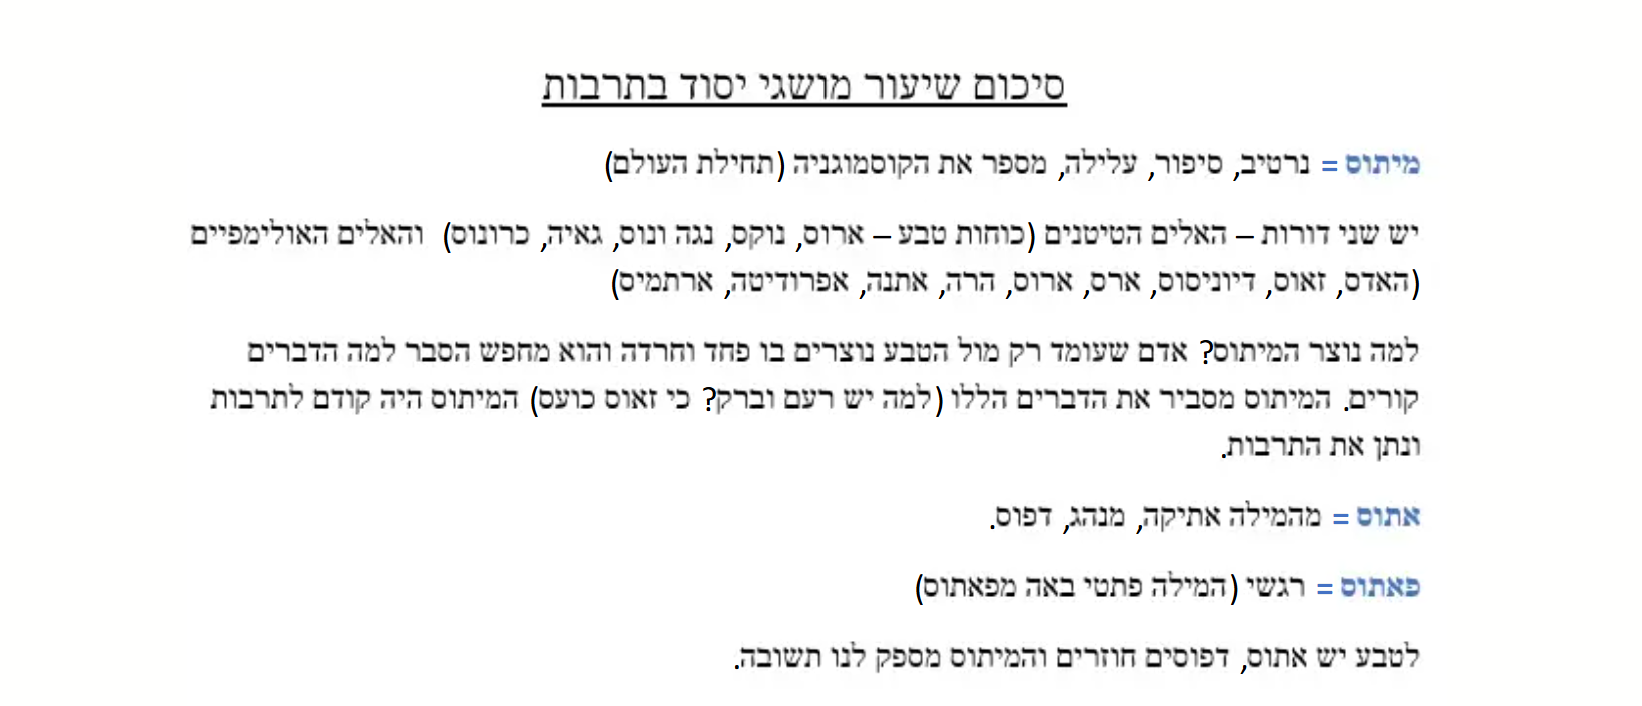 סיכום שיעור מושגי יסוד בתרבות
מיתוס = נרטיב, סיפור, עלילה, מספר את הקוסמוגניה (תחילת העולם)
יש שני דורות – האלים הטיטנים (כוחות טבע – ארוס, נוקס, נגה ונוס, גאיה, כרונוס) והאלים האולימפיים
(האדס, זאוס, דיוניסוס, ארס, ארוס, הרה, אתנה, אפרודיטה, ארתמיס)
למה נוצר המיתוס? אדם שעומד רק מול הטבע נוצרים בו פחד וחרדה והוא מחפש הסבר למה הדברים
קורים. המיתוס מסביר את הדברים הללו (למה יש רעם וברק? כי זאוס כועס) המיתוס היה קודם לתרבות
ונתן את התרבות.
אתוס = מהמילה אתיקה, מנהג, דפוס.
פאתוס = רגשי (המילה פתטי באה מפאתוס)
לטבע יש אתוס, דפוסים חוזרים והמיתוס מספק לנו תשובה.